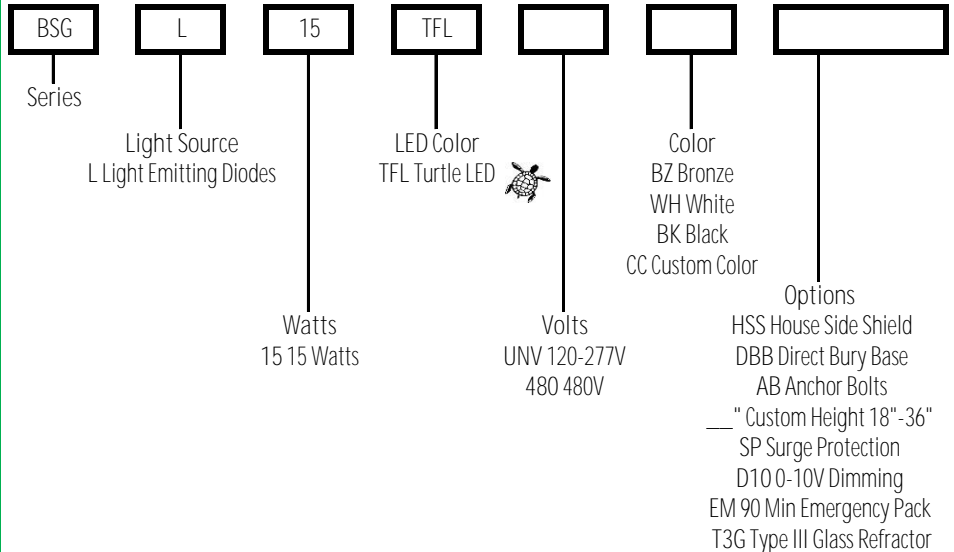 BSG L 15 TFL
Series
Light Source
L Light Emitting Diodes
LED Color
TFL Turtle LED
Color
BZ Bronze
WH White
BK Black
CC Custom Color
Watts
15 15 Watts
Volts
UNV 120-277V
480 480V
Options
HSS House Side Shield
DBB Direct Bury Base
AB Anchor Bolts
__" Custom Height 18"-36"
SP Surge Protection
D10 0-10V Dimming
EM 90 Min Emergency Pack
T3G Type III Glass Refractor